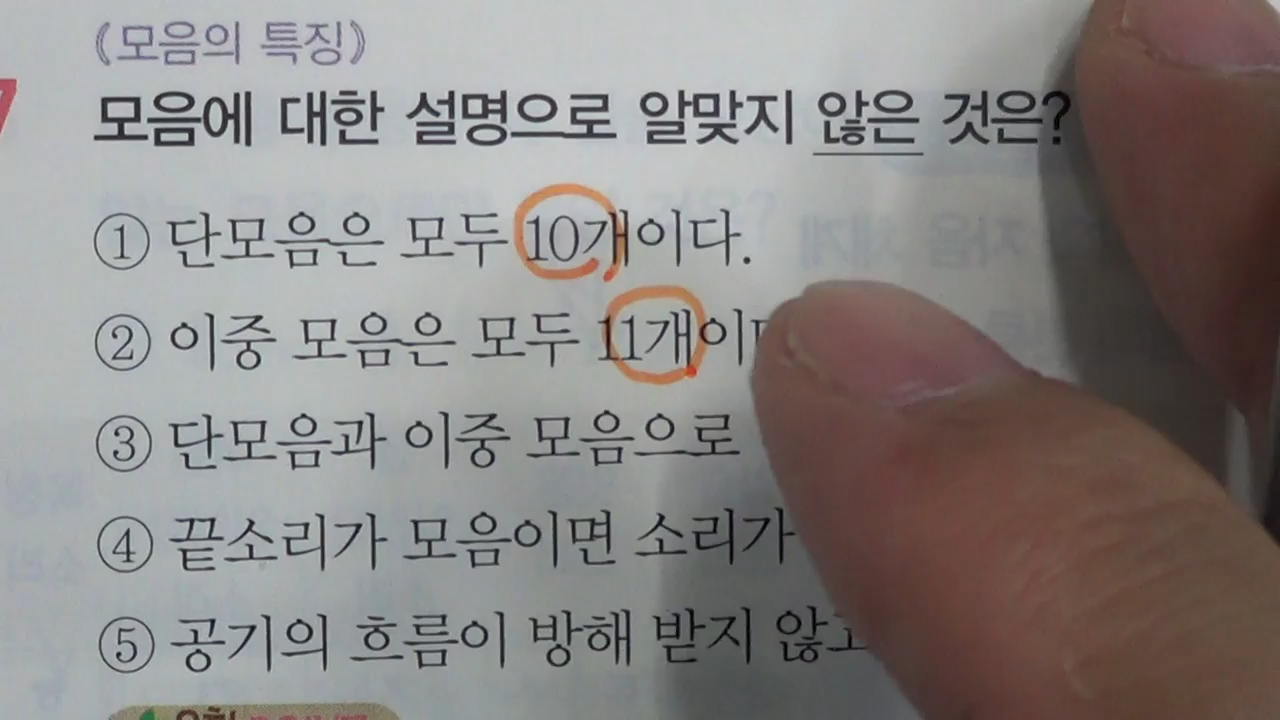 《모음의 특징》
모음에 대한 설명으로 알맞지 않은 것은?
① 단모음은 모두 10개이다.
② 이중 모음은 모두 11개이
③ 단모음과 이중 모음으로
④ 끝소리가 모음이면 소리가
⑤ 공기의 흐름이 방해 받지